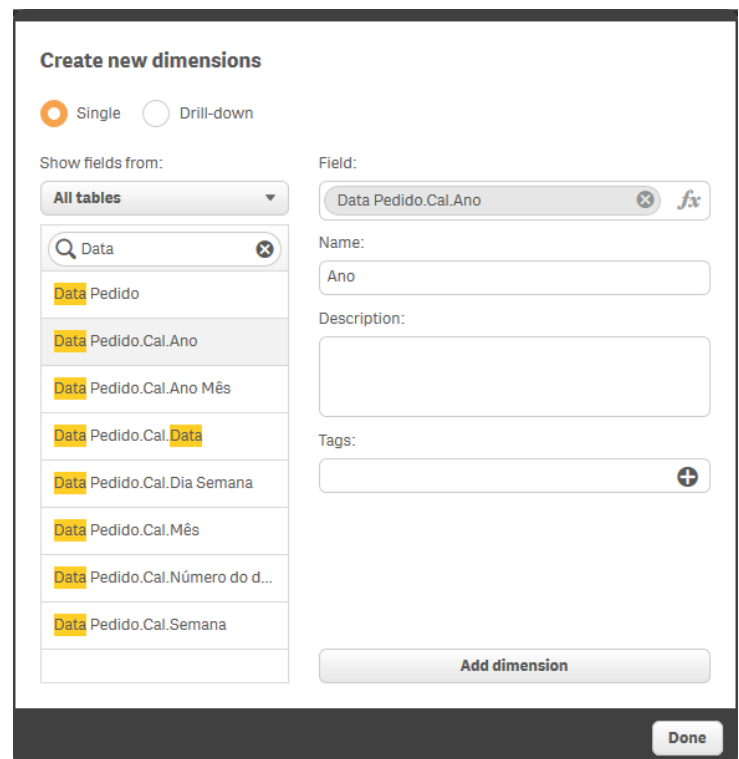 Create new dimensions
Single
Drill-down
Show fields from:
All tables
Data
Data Pedido
Data Pedido.Cal.Ano
Data Pedido.Cal.Ano Mês
Data Pedido.Cal.Data
Data Pedido.Cal.Dia Semana
Data Pedido.Cal.Mês
Data Pedido.Cal.Número do d...
Data Pedido.Cal.Semana
Field:
Data Pedido.Cal.Ano
fx
Name:
Ano
Description:
Tags:
Add dimension
Done